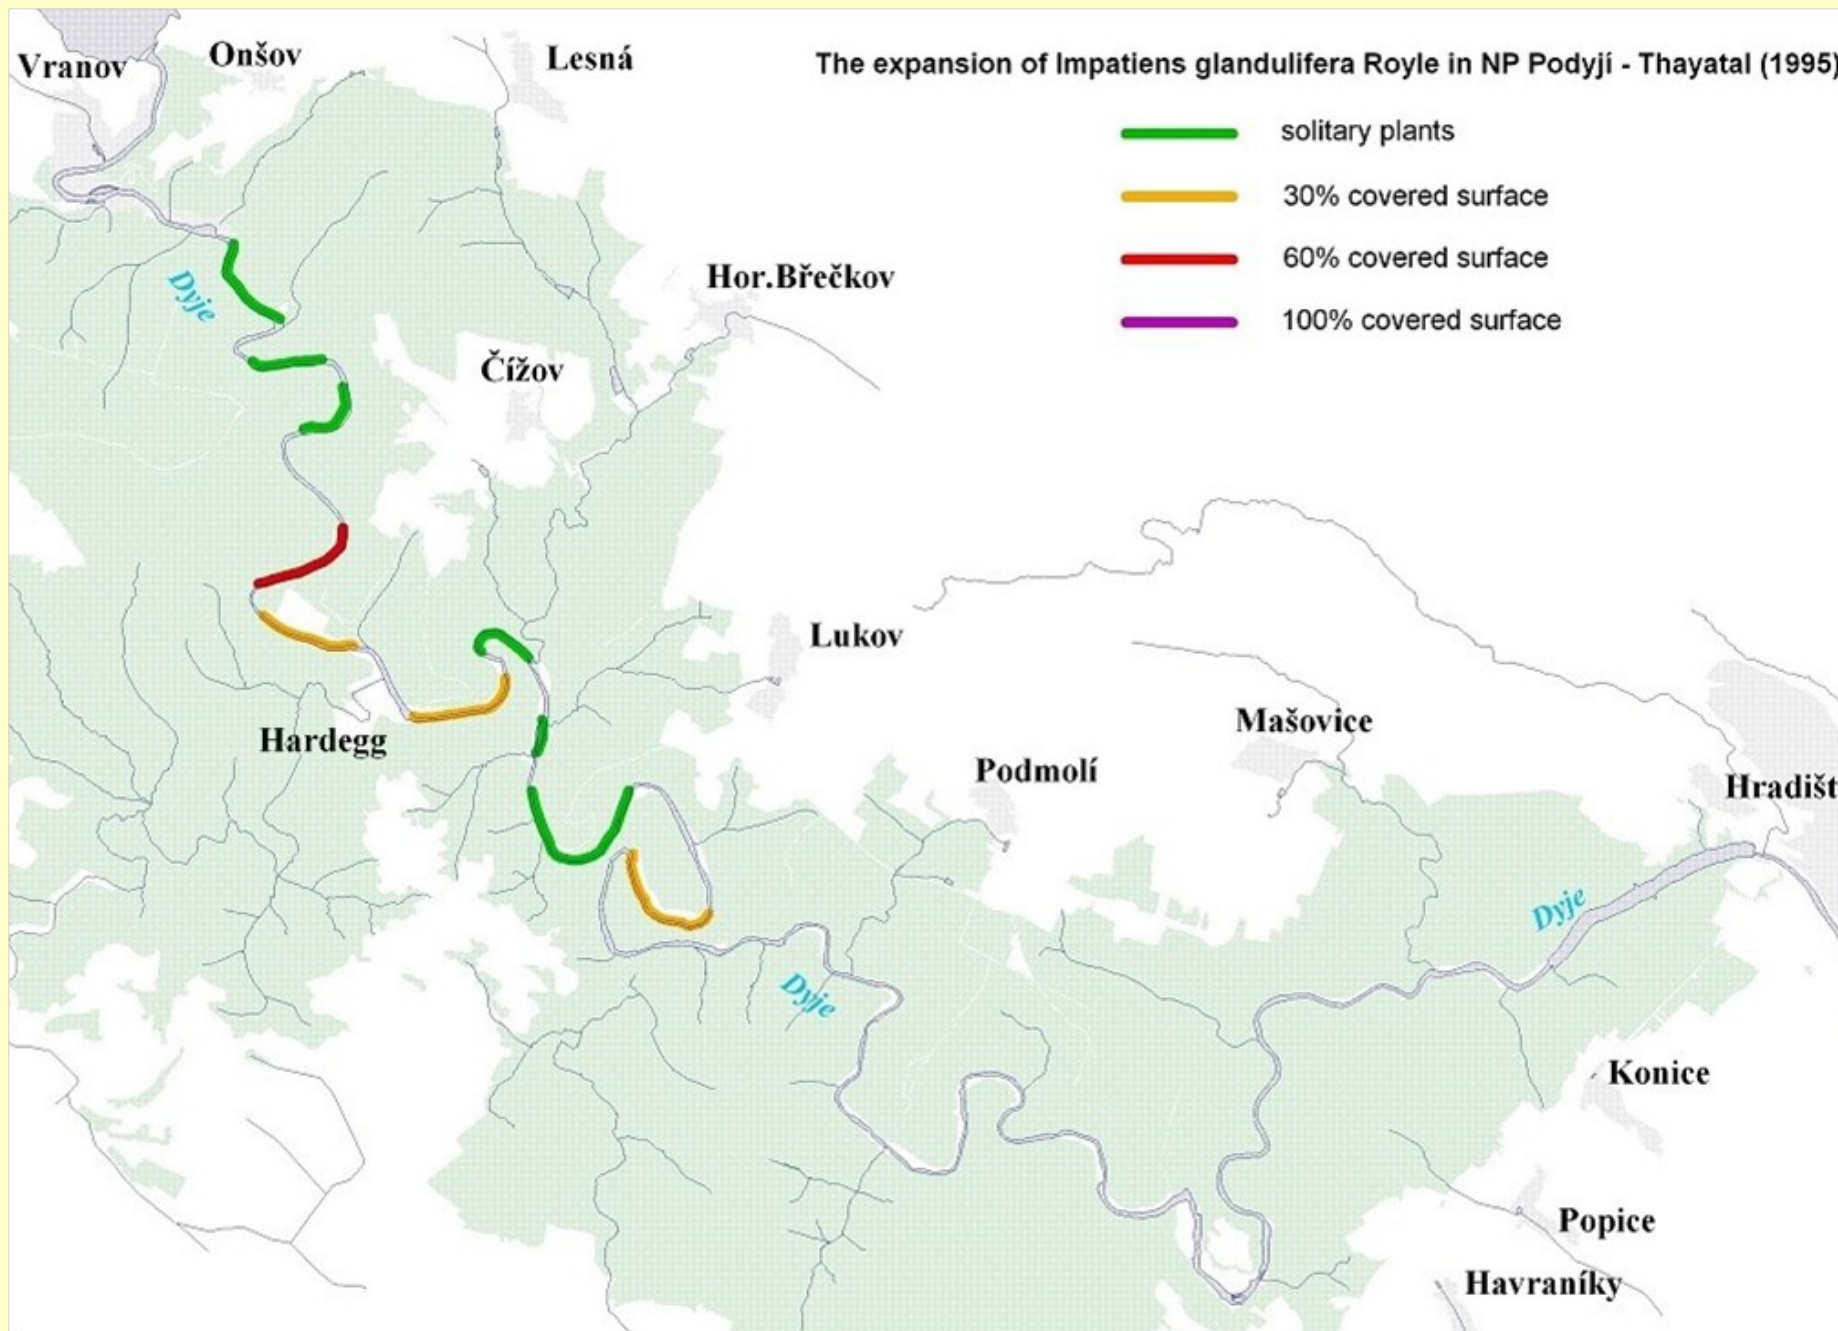 The expansion of Impatiens glandulifera Royle in NP Podyjí - Thayatal (1995)
solitary plants
30% covered surface
60% covered surface
100% covered surface
Vranov
Onšov
Lesná
Dyje
Hor.Břečkov
Čížov
Lukov
Hardegg
Mašovice
Podmolí
Hradišt
Dyje
Dyje
Konice
Popice
Havraníky